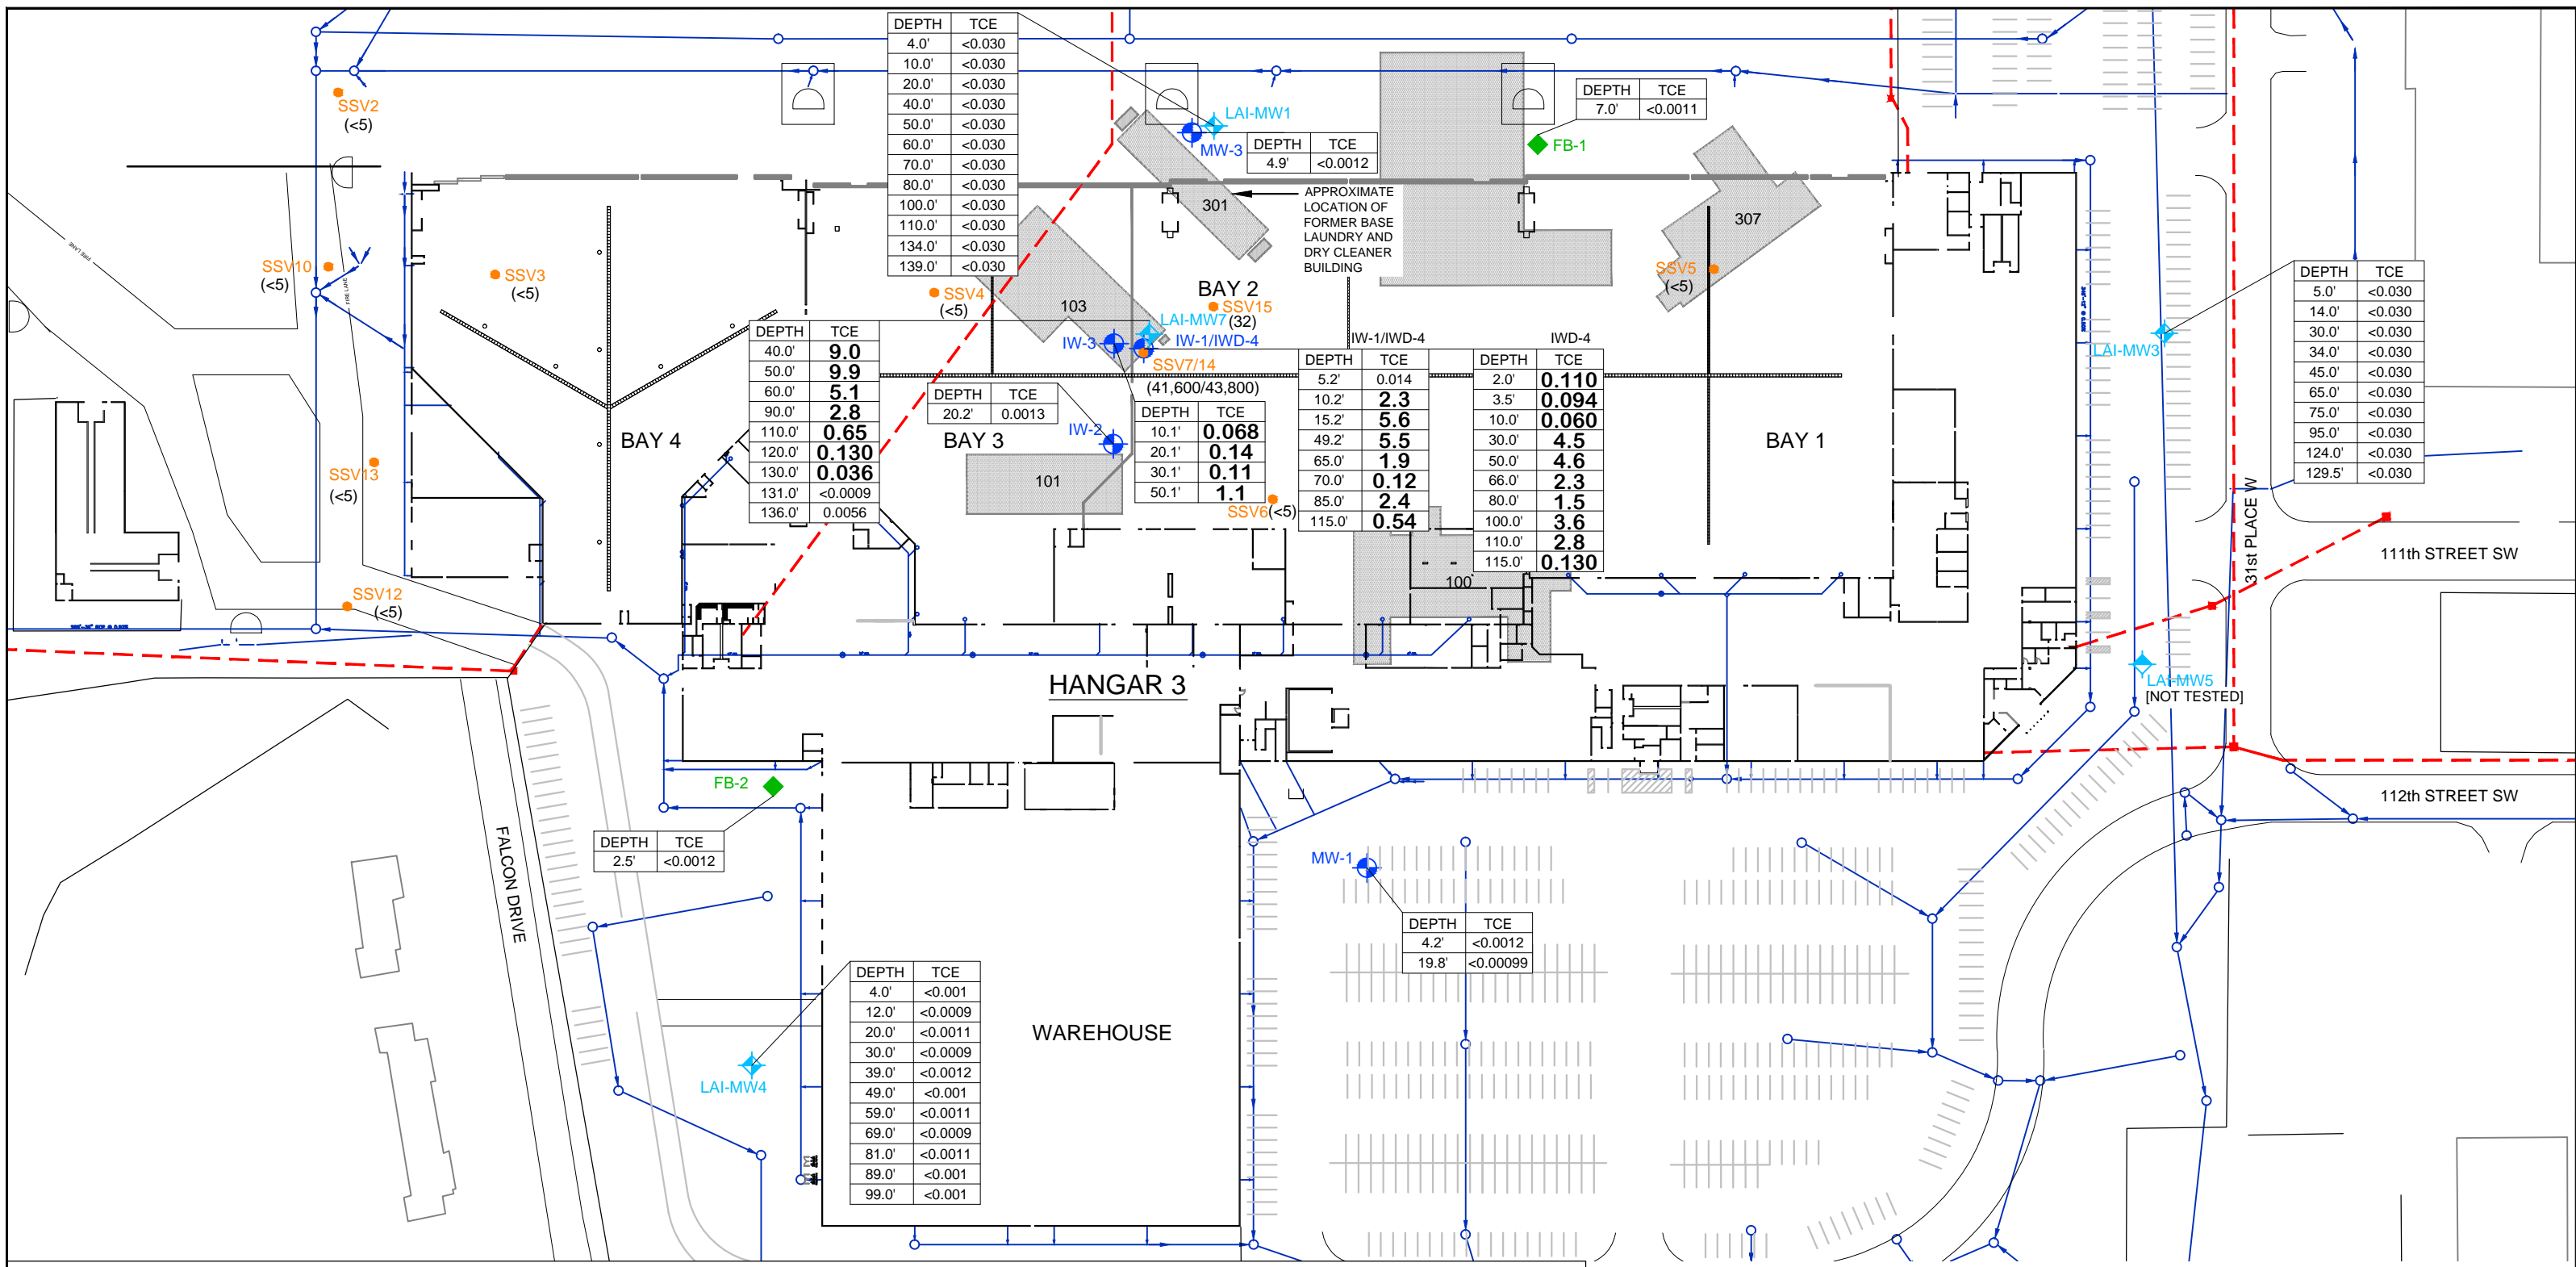 DEPTH TCE
4.0' <0.030
10.0' <0.030
20.0' <0.030
40.0' <0.030
50.0' <0.030
60.0' <0.030
70.0' <0.030
80.0' <0.030
100.0' <0.030
110.0' <0.030
134.0' <0.030
139.0' <0.030
SSV2
(<5)
LAI-MW1
MW-3
DEPTH TCE
4.9' <0.0012
DEPTH TCE
7.0' <0.0011
FB-1
APPROXIMATE
LOCATION OF
FORMER BASE
LAUNDRY AND
DRY CLEANER
BUILDING
301
307
FIRE LANE
FIRE LANE
SSV10
(<5)
SSV3
(<5)
SSV4
(<5)
103
BAY 2
SSV15
(32)
SSV5
(<5)
LAI-MW7
IW-3
IW-1/IWD-4
SSV7/14
(41,600/43,800)
LAI-MW3
DEPTH TCE
5.0' <0.030
14.0' <0.030
30.0' <0.030
34.0' <0.030
45.0' <0.030
65.0' <0.030
75.0' <0.030
95.0' <0.030
124.0' <0.030
129.5' <0.030
DEPTH TCE
40.0' 9.0
50.0' 9.9
60.0' 5.1
90.0' 2.8
110.0' 0.65
120.0' 0.130
130.0' 0.036
131.0' <0.0009
136.0' 0.0056
DEPTH TCE
20.2' 0.0013
IW-2
DEPTH TCE
10.1' 0.068
20.1' 0.14
30.1' 0.11
50.1' 1.1
IW-1/IWD-4
DEPTH TCE
5.2' 0.014
10.2' 2.3
15.2' 5.6
49.2' 5.5
65.0' 1.9
70.0' 0.12
85.0' 2.4
115.0' 0.54
IWD-4
DEPTH TCE
2.0' 0.110
3.5' 0.094
10.0' 0.060
30.0' 4.5
50.0' 4.6
66.0' 2.3
80.0' 1.5
100.0' 3.6
110.0' 2.8
115.0' 0.130
BAY 4
BAY 3
BAY 1
101
SSV13
(<5)
SSV6
(<5)
100
SSV12
(<5)
31st PLACE W
111th STREET SW
HANGAR 3
LAI-MW5
[NOT TESTED]
112th STREET SW
FB-2
DEPTH TCE
2.5' <0.0012
FALCON DRIVE
MW-1
DEPTH TCE
4.2' <0.0012
19.8' <0.00099
DEPTH TCE
4.0' <0.001
12.0' <0.0009
20.0' <0.0011
30.0' <0.0009
39.0' <0.0012
49.0' <0.001
59.0' <0.0011
69.0' <0.0009
81.0' <0.0011
89.0' <0.001
99.0' <0.001
WAREHOUSE
LAI-MW4